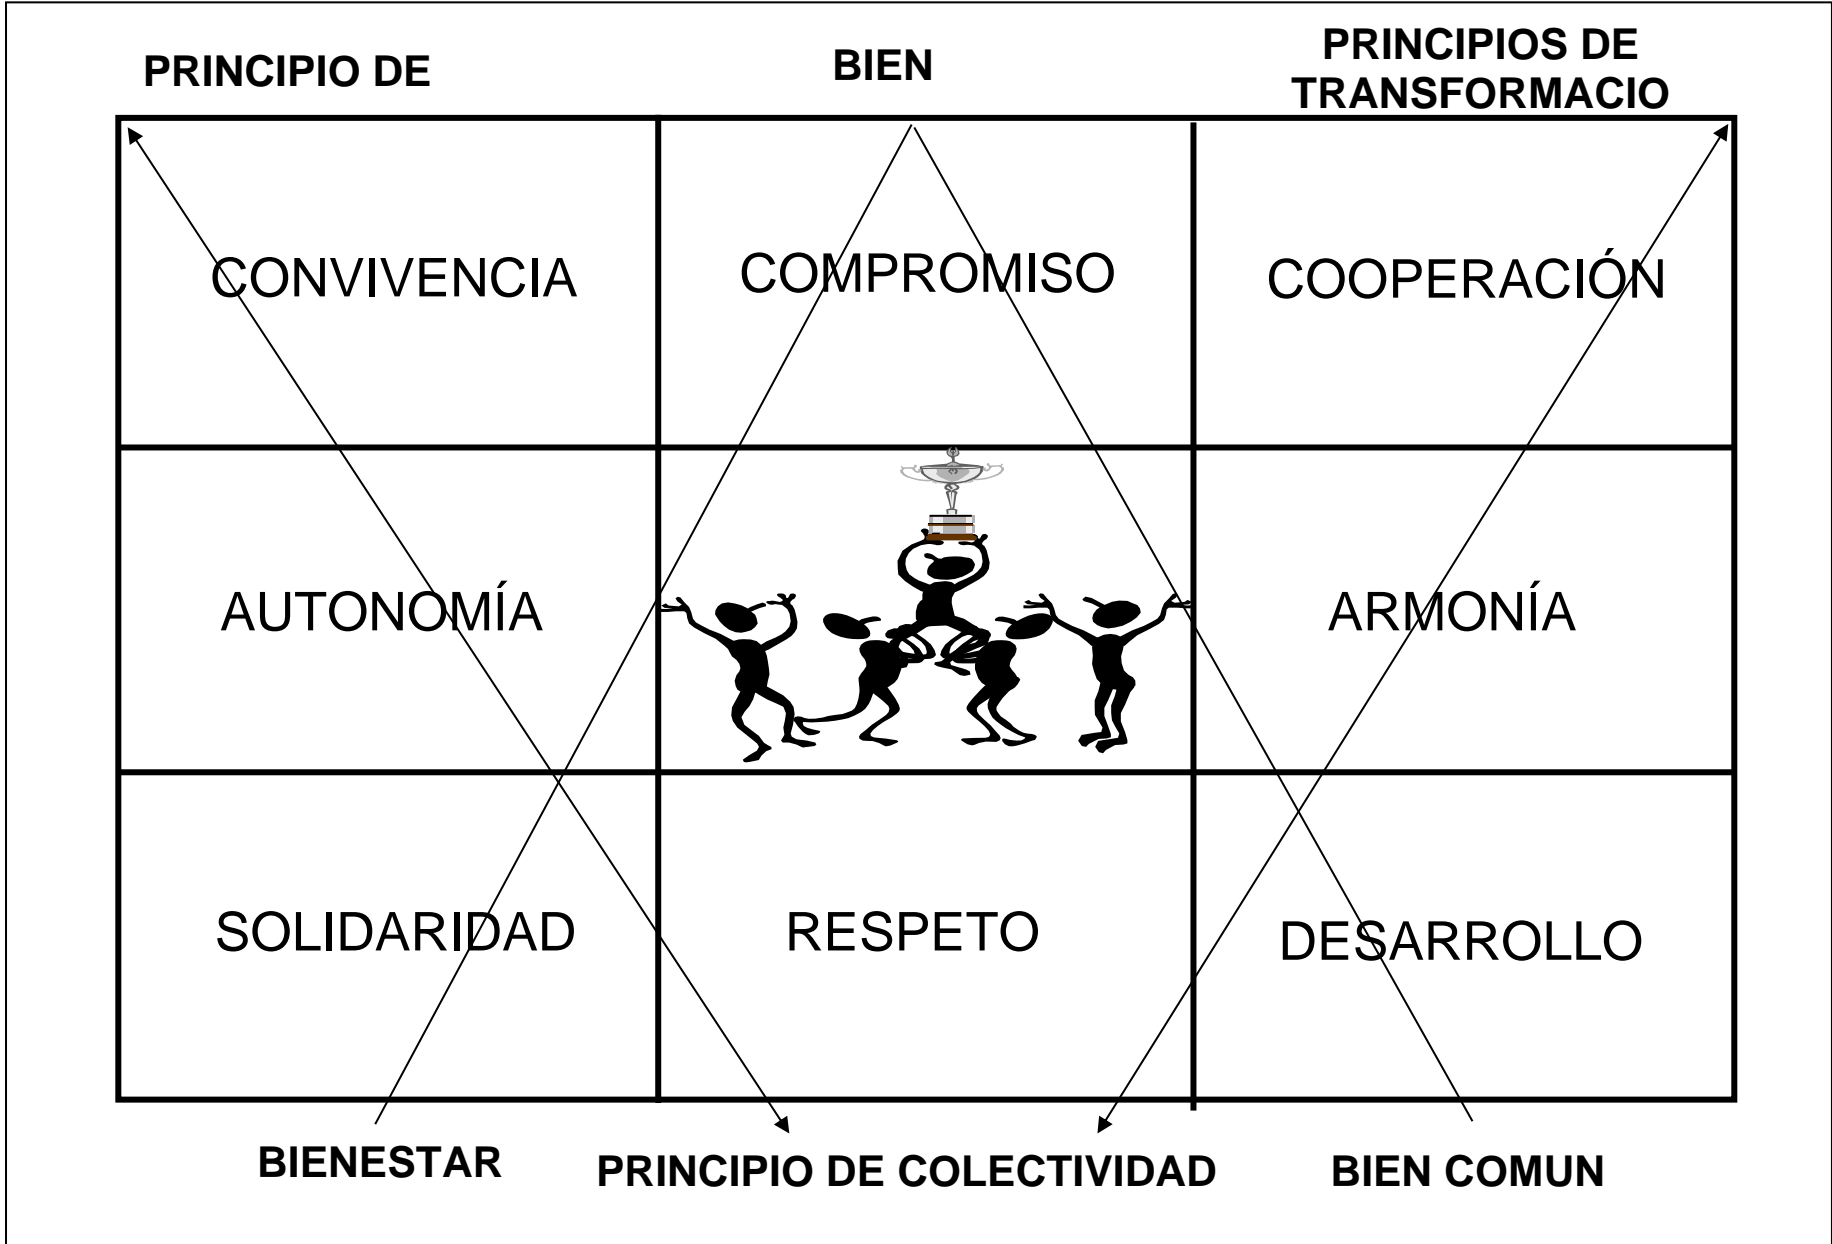 PRINCIPIO DE
BIEN
PRINCIPIOS DE
TRANSFORMACIO
CONVIVENCIA
COMPROMISO
COOPERACIÓN
AUTONOMÍA
ARMONÍA
SOLIDARIDAD
RESPETO
DESARROLLO
BIENESTAR
PRINCIPIO DE COLECTIVIDAD
BIEN COMUN